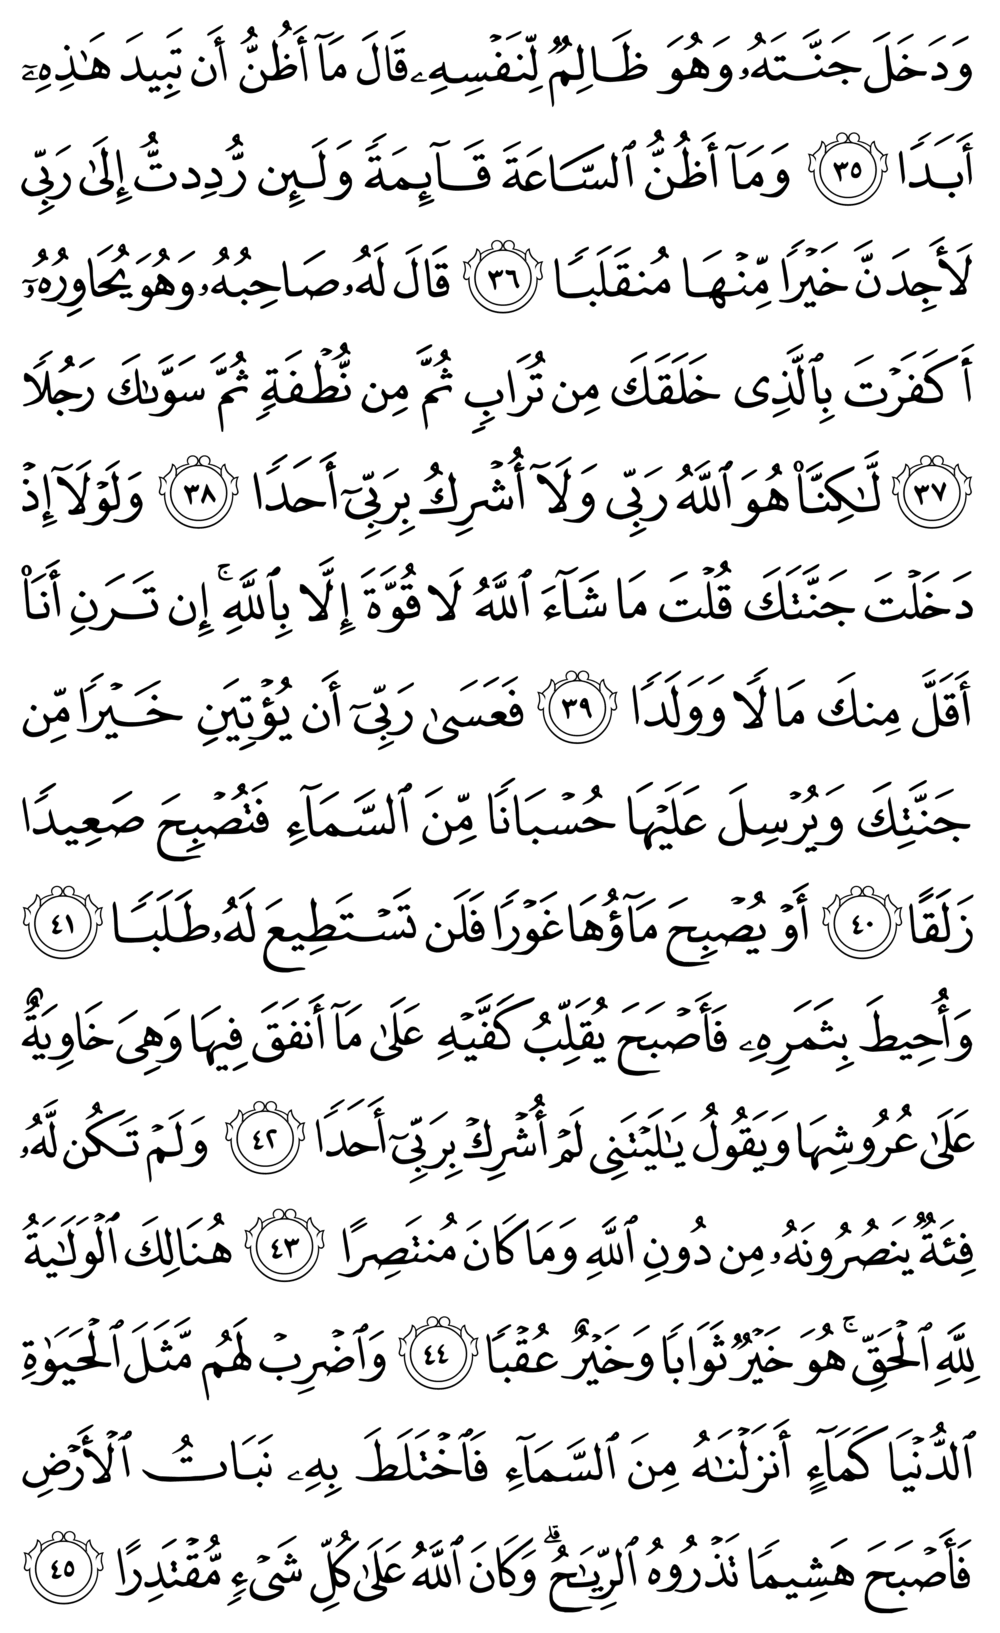 وَدَخَلَ جَنَّتَهُۥ وَهُوَ ظَالِمٌ لِّنَفْسِهِۦ قَالَ مَآ أَظُنُّ أَن تَبِيدَ هَٰذِهِۦٓ
أَبَدًا ٣٥ وَمَآ أَظُنُّ ٱلسَّاعَةَ قَآئِمَةً وَلَئِن رُّدِدتُّ إِلَىٰ رَبِّى
لَأَجِدَنَّ خَيْرًا مِّنْهَا مُنقَلَبًا ٣٦ قَالَ لَهُۥ صَاحِبُهُۥ وَهُوَ يُحَاوِرُهُۥٓ
أَكَفَرْتَ بِٱلَّذِى خَلَقَكَ مِن تُرَابٍ ثُمَّ مِن نُّطْفَةٍ ثُمَّ سَوَّىٰكَ رَجُلًا
٣٧ لَّٰكِنَّا۠ هُوَ ٱللَّهُ رَبِّى وَلَآ أُشْرِكُ بِرَبِّىٓ أَحَدًا ٣٨ وَلَوْلَآ إِذْ
دَخَلْتَ جَنَّتَكَ قُلْتَ مَا شَآءَ ٱللَّهُ لَا قُوَّةَ إِلَّا بِٱللَّهِ ۚ إِن تَرَنِ أَنَا۠
أَقَلَّ مِنكَ مَالًا وَوَلَدًا ٣٩ فَعَسَىٰ رَبِّىٓ أَن يُؤْتِيَنِ خَيْرًا مِّن
جَنَّتِكَ وَيُرْسِلَ عَلَيْهَا حُسْبَانًا مِّنَ ٱلسَّمَآءِ فَتُصْبِحَ صَعِيدًا
زَلَقًا ٤٠ أَوْ يُصْبِحَ مَآؤُهَا غَوْرًا فَلَن تَسْتَطِيعَ لَهُۥ طَلَبًا ٤١
وَأُحِيطَ بِثَمَرِهِۦ فَأَصْبَحَ يُقَلِّبُ كَفَّيْهِ عَلَىٰ مَآ أَنفَقَ فِيهَا وَهِىَ خَاوِيَةٌ
عَلَىٰ عُرُوشِهَا وَيَقُولُ يَٰلَيْتَنِى لَمْ أُشْرِكْ بِرَبِّىٓ أَحَدًا ٤٢ وَلَمْ تَكُن لَّهُۥ
فِئَةٌ يَنصُرُونَهُۥ مِن دُونِ ٱللَّهِ وَمَا كَانَ مُنتَصِرًا ٤٣ هُنَالِكَ ٱلْوَلَٰيَةُ
لِلَّهِ ٱلْحَقِّ ۚ هُوَ خَيْرٌ ثَوَابًا وَخَيْرٌ عُقْبًا ٤٤ وَٱضْرِبْ لَهُم مَّثَلَ ٱلْحَيَوٰةِ
ٱلدُّنْيَا كَمَآءٍ أَنزَلْنَٰهُ مِنَ ٱلسَّمَآءِ فَٱخْتَلَطَ بِهِۦ نَبَاتُ ٱلْأَرْضِ
فَأَصْبَحَ هَشِيمًا تَذْرُوهُ ٱلرِّيَٰحُ ۗ وَكَانَ ٱللَّهُ عَلَىٰ كُلِّ شَىْءٍ مُّقْتَدِرًا ٤٥